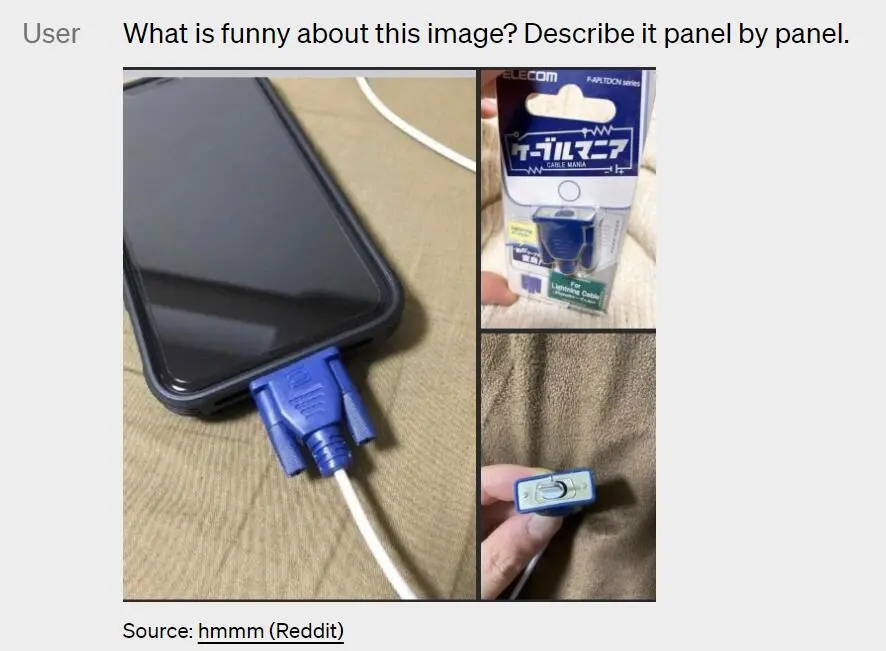 User
What is funny about this image? Describe it panel by panel.
ELECOM
P-APLTDCN series
ケーブルマニア
CABLE MANIA
For
Lightning Cable
Source: hmmm (Reddit)